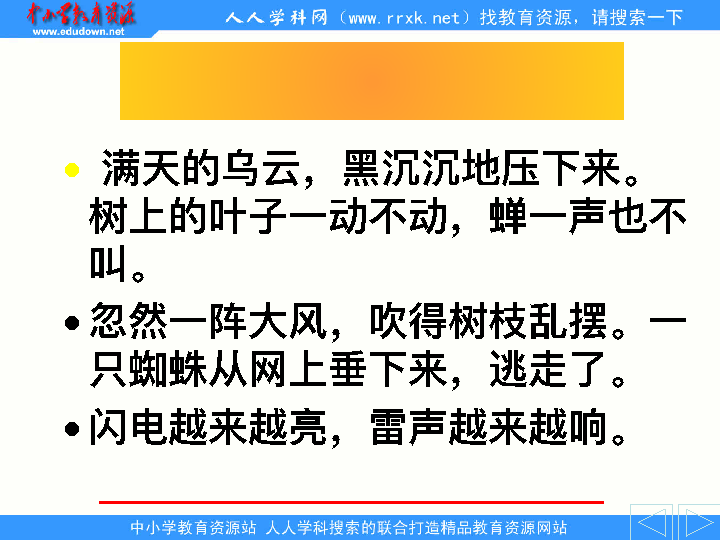 中小学教育资源
www.edudown.net
人人学科网（www.rrxk.net）找教育资源，请搜索一下
• 满天的乌云，黑沉沉地压下来。
树上的叶子一动不动，蝉一声也不
叫。
• 忽然一阵大风，吹得树枝乱摆。一
只蜘蛛从网上垂下来，逃走了。
• 闪电越来越亮，雷声越来越响。
中小学教育资源站 人人学科搜索的联合打造精品教育资源网站